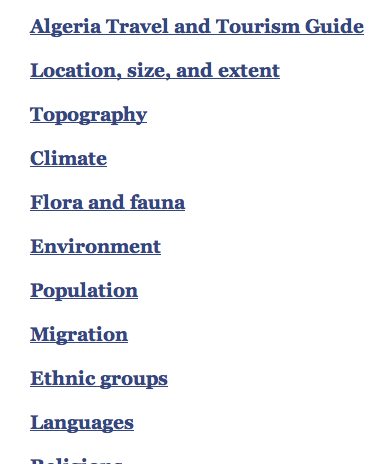 Algeria Travel and Tourism Guide
Location, size, and extent
Topography
Climate
Flora and fauna
Environment
Population
Migration
Ethnic groups
Languages
Religions